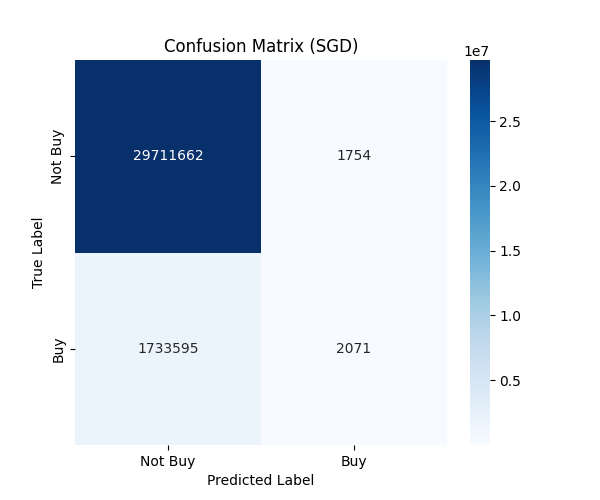 Confusion Matrix (SGD)
1e7
Not Buy
29711662
1754
2.5
2.0
1.5
1.0
0.5
True Label
Buy
1733595
2071
Not Buy
Buy
Predicted Label